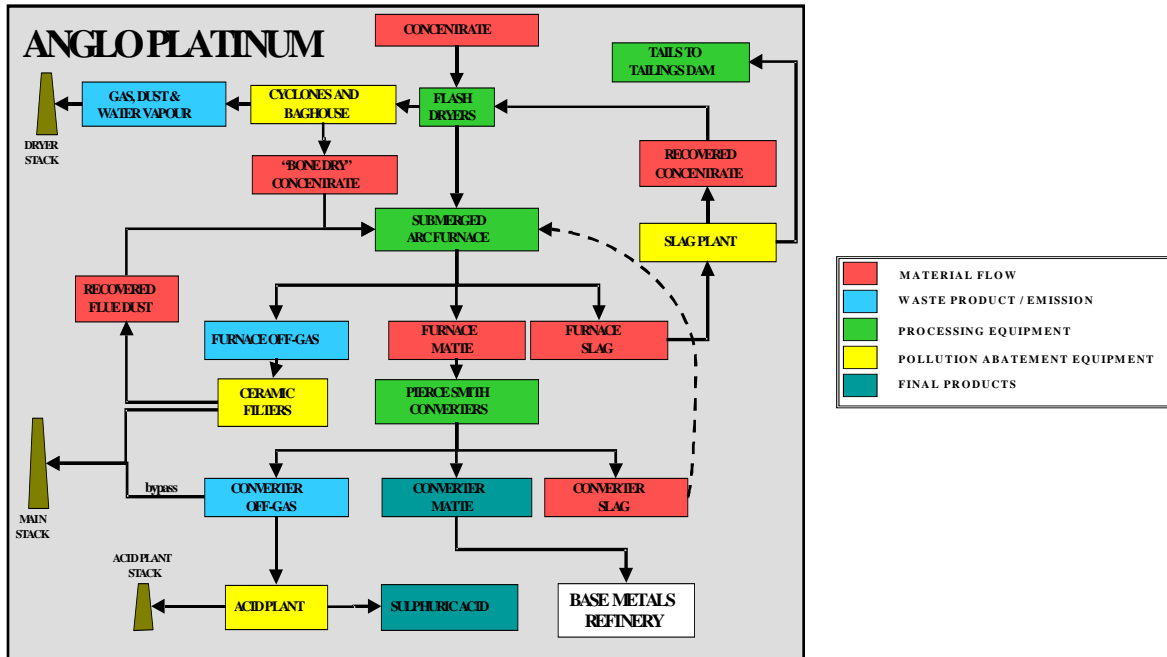 ANGLO PLATINUM
CONCENTRATE
TAILS TO
TAILINGS DAM
GAS, DUST &
WATER VAPOUR
CYCLONES AND
BAGHOUSE
FLASH
DRYERS
DRYER
STACK
"BONE DRY"
CONCENTRATE
RECOVERED
CONCENTRATE
SUBMERGED
ARC FURNACE
SLAG PLANT
RECOVERED
FLUE DUST
FURNACE OFF-GAS
FURNACE
MATTE
FURNACE
SLAG
CERAMIC
FILTERS
PIERCE SMITH
CONVERTERS
bypass
CONVERTER
OFF-GAS
CONVERTER
MATTE
CONVERTER
SLAG
MAIN
STACK
ACID PLANT
STACK
ACID PLANT
SULPHURIC ACID
BASE METALS
REFINERY
MATERIAL FLOW
WASTE PRODUCT / EMISSION
PROCESSING EQUIPMENT
POLLUTION ABATEMENT EQUIPMENT
FINAL PRODUCTS